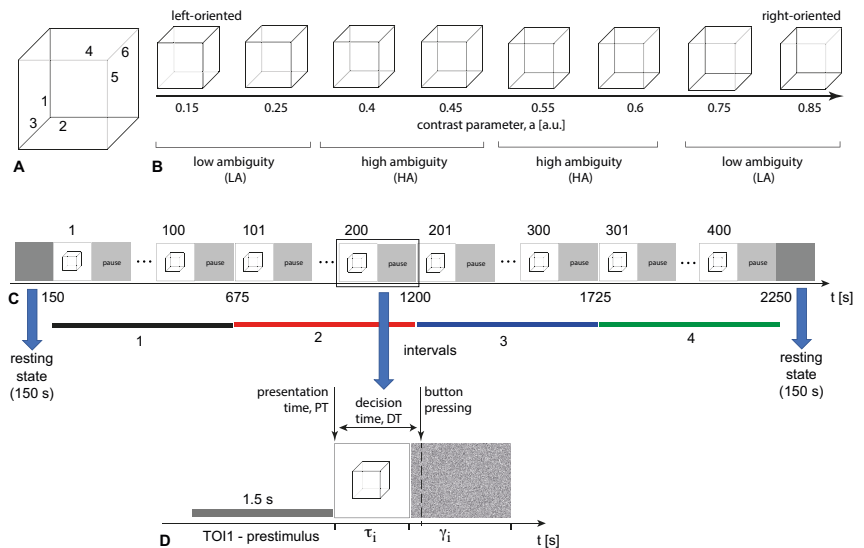 4 6
5
1
3 2
A
left-oriented right-oriented
0.15 0.25 0.4 0.45 0.55 0.6 0.75 0.85
contrast parameter, a [a.u.]
B
low ambiguity
(LA)
high ambiguity
(HA)
high ambiguity
(HA)
low ambiguity
(LA)
1 100 101 200 201 300 301 400
pause ... pause pause ... pause pause ... pause pause ... pause
C 150 675 1200 1725 2250 t [s]
1 2 intervals 3 4
resting
state
(150 s)
resting
state
(150 s)
presentation
time, PT
decision
time, DT
button
pressing
1.5 s
D TOI1 - prestimulus τi γi t [s]